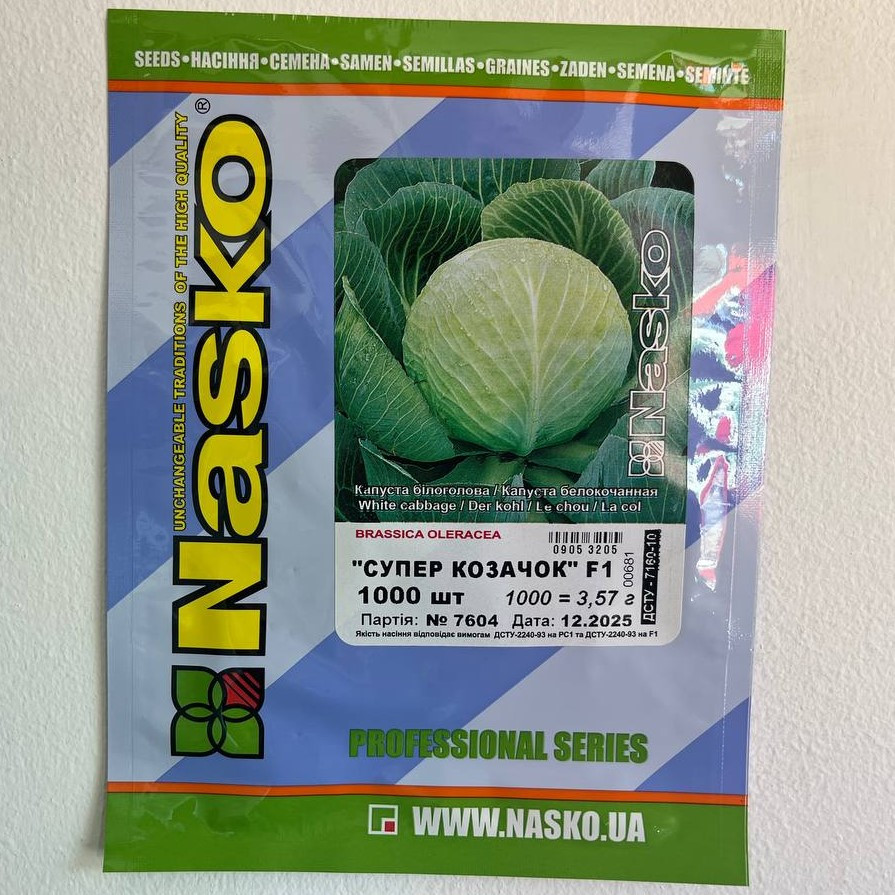 SEEDS•НАСІННЯ•СЕМЕНА•SAMEN•SEMILLAS•GRAINES•ZADEN•SEMENA•SEMINTE
UNCHANGEABLE TRADITIONS OF THE HIGH QUALITY
Nasko®
Nasko
Капуста білоголова / Капуста белокочанная
White cabbage / Der kohl / Le chou / La col
BRASSICA OLERACEA
0905 3205
"СУПЕР КОЗАЧОК" F1
1000 шт 1000 = 3,57 г
00681
ДСТУ - 7160-10
Партія: № 7604 Дата: 12.2025
Якість насіння відповідає вимогам ДСТУ-2240-93 на РС1 та ДСТУ-2240-93 на F1
PROFESSIONAL SERIES
WWW.NASKO.UA